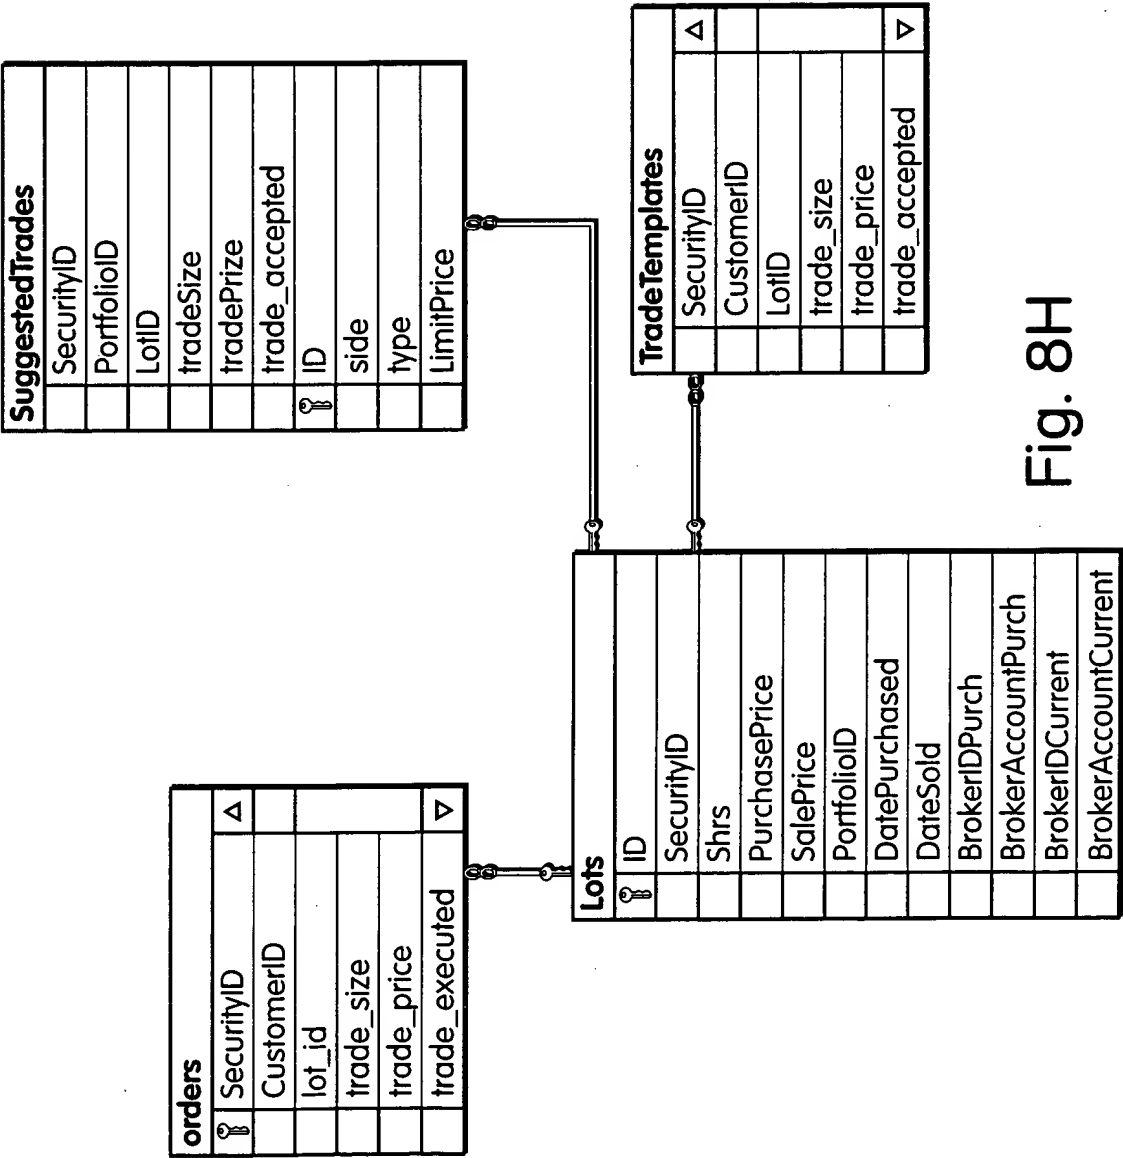 SuggestedTrades
SecurityID
PortfolioID
LotID
tradeSize
tradePrize
trade_accepted
ID
side
type
LimitPrice
TradeTemplates
SecurityID
CustomerID
LotID
trade_size
trade_price
trade_accepted
orders
SecurityID
CustomerID
lot_id
trade_size
trade_price
trade_executed
Lots
ID
SecurityID
Shrs
PurchasePrice
SalePrice
PortfolioID
DatePurchased
DateSold
BrokerIDPurch
BrokerAccountPurch
BrokerIDCurrent
BrokerAccountCurrent
Fig. 8H